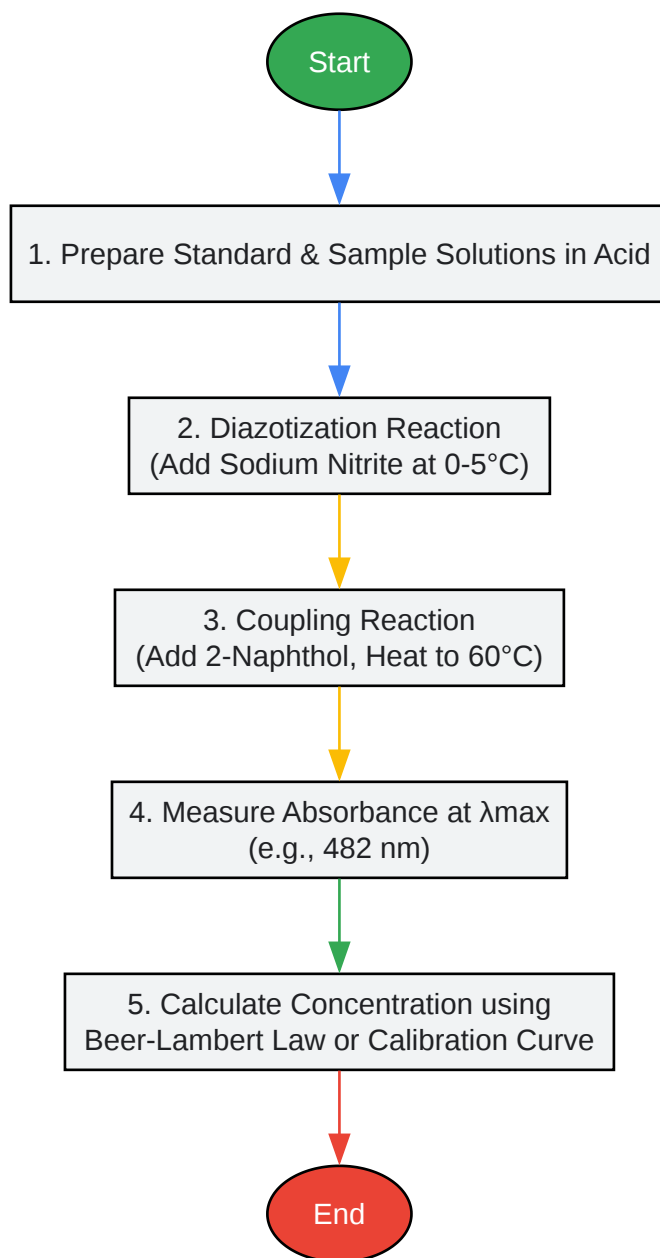 Start
1. Prepare Standard & Sample Solutions in Acid
2. Diazotization Reaction
(Add Sodium Nitrite at 0-5°C)
3. Coupling Reaction
(Add 2-Naphthol, Heat to 60°C)
4. Measure Absorbance at λmax
(e.g., 482 nm)
5. Calculate Concentration using
Beer-Lambert Law or Calibration Curve
End